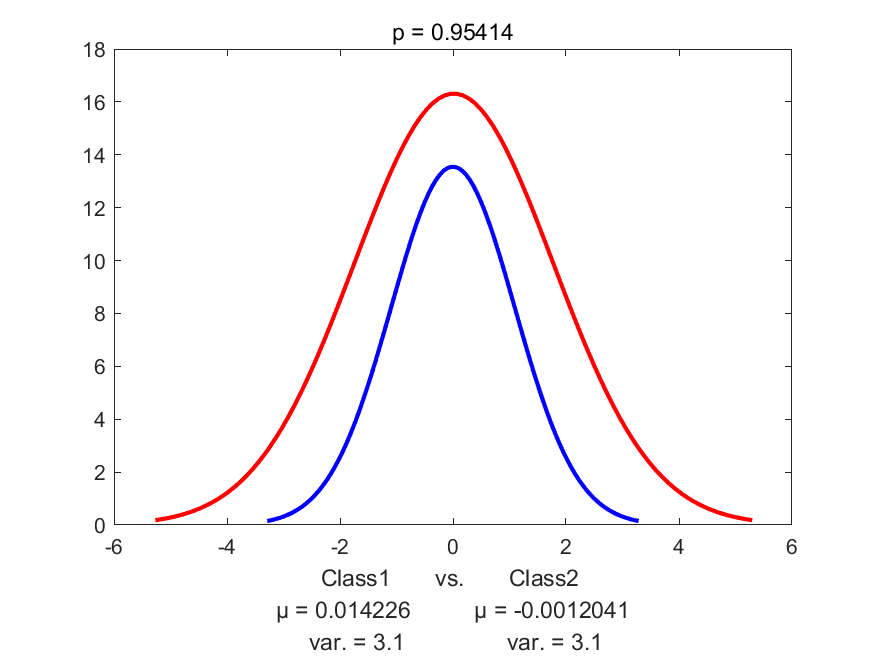 p = 0.95414
18
16
14
12
10
8
6
4
2
0
-6 -4 -2 0 2 4 6
Class1 vs. Class2
μ = 0.014226 μ = -0.0012041
var. = 3.1 var. = 3.1